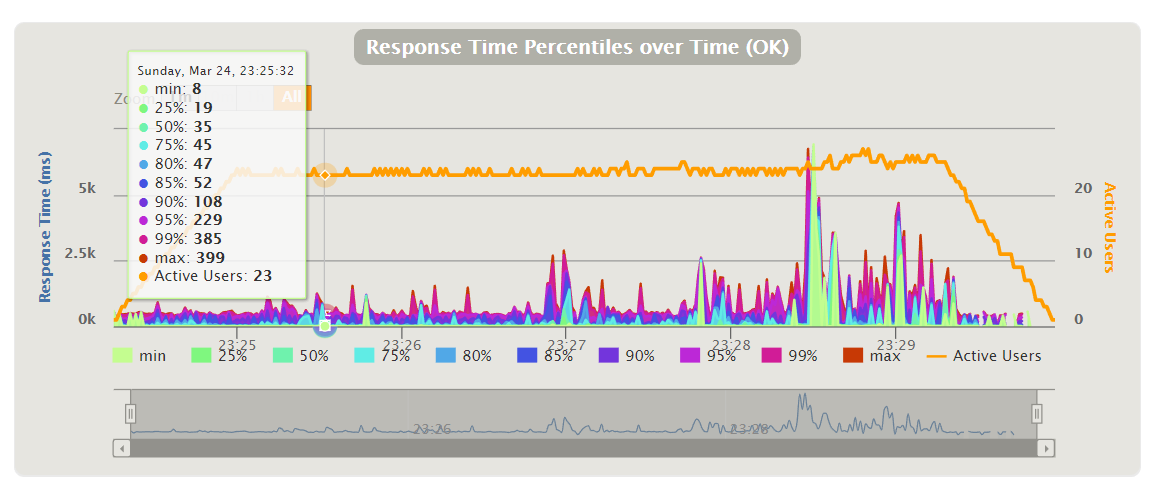 Response Time Percentiles over Time (OK)
Sunday, Mar 24, 23:25:32
min: 8
25%: 19
50%: 35
75%: 45
80%: 47
85%: 52
90%: 108
95%: 229
99%: 385
max: 399
Active Users: 23
All
Response Time (ms)
5k
2.5k
0k
20
10
0
Active Users
23:25 23:26 23:27 23:28 23:29
min 25% 50% 75% 80% 85% 90% 95% 99% max Active Users
23:26 23:28